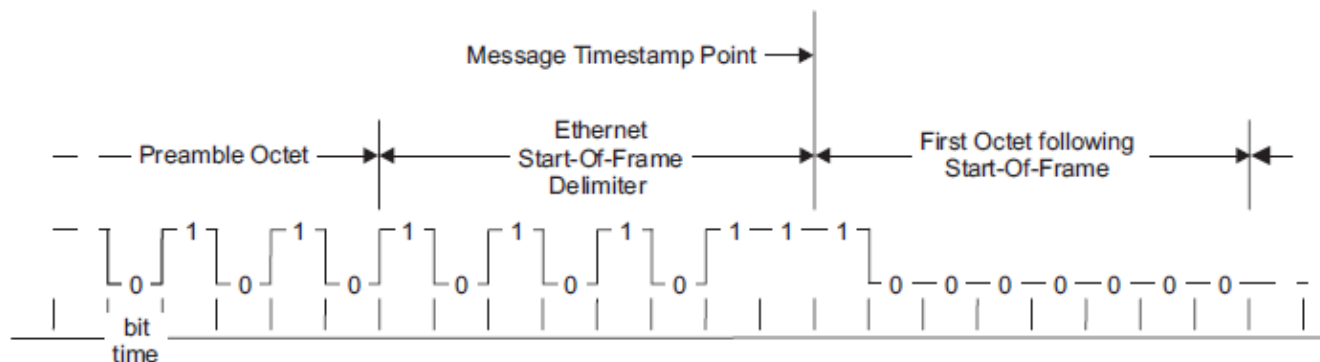 Message Timestamp Point
Preamble Octet
Ethernet
Start-Of-Frame
Delimiter
First Octet following
Start-Of-Frame
1 1 1 1 1 1 1 1
0 0 0 0 0 0 0 0 0 0 0 0 0
bit
time